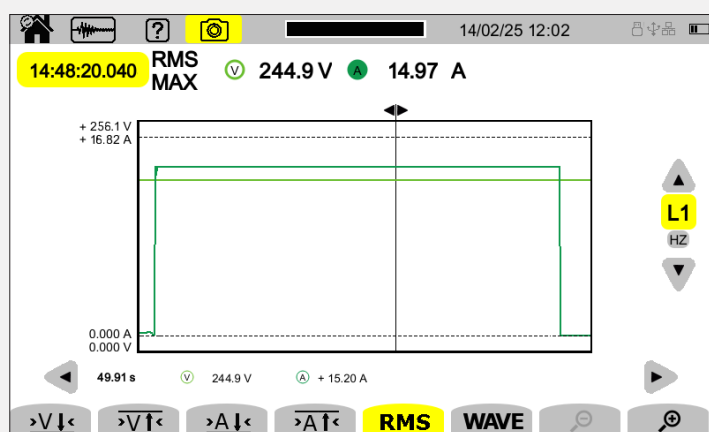 ? 14/02/25 12:02
14:48:20.040 RMS MAX V 244.9 V A 14.97 A
+ 256.1 V
+ 16.82 A
L1
HZ
0.000 A
0.000 V
49.91 s V 244.9 V A + 15.20 A
>V↓< >V↑< >A↓< >A↑< RMS WAVE